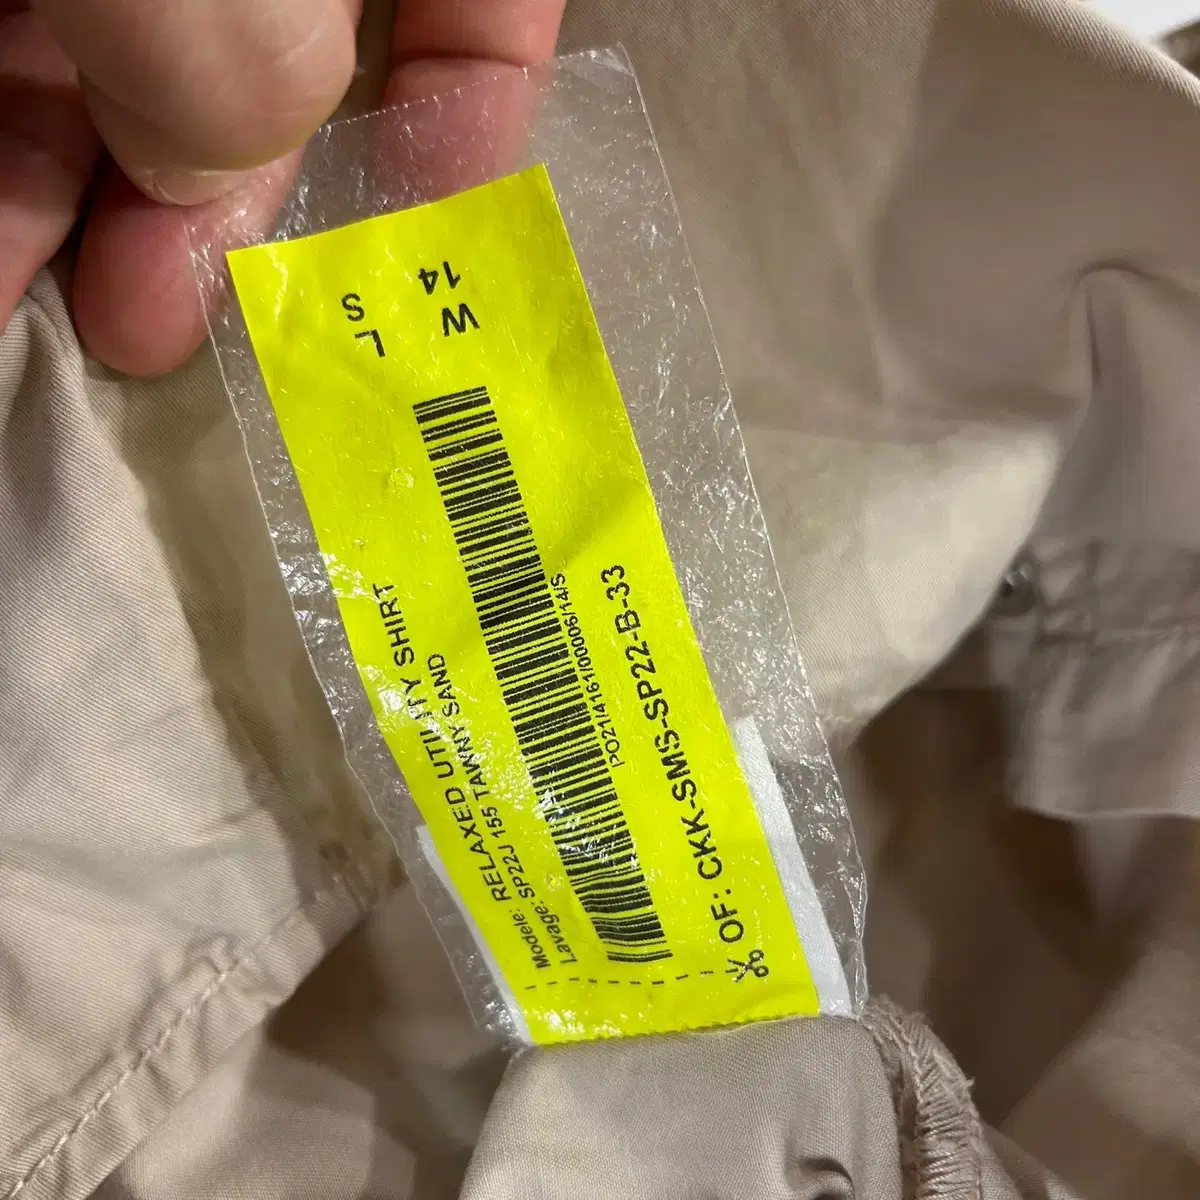 L S
W 14
Modele: RELAXED UTILITY SHIRT
Lavage: SP22J 155 TAWNY SAND
PO21/4161/00006/14/S
OF: CKK-SMS-SP22-B-33